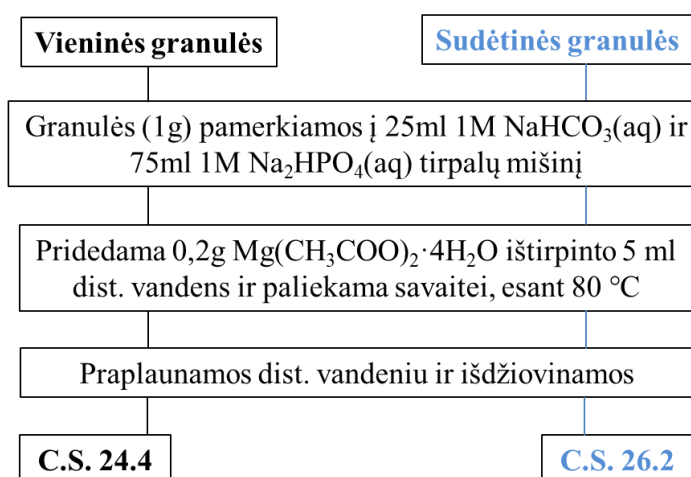 Vieninės granulės
Sudėtinės granulės
Granulės (1g) pamerkiamos į 25ml 1M NaHCO₃(aq) ir
75ml 1M Na₂HPO₄(aq) tirpalų mišinį
Pridedama 0,2g Mg(CH₃COO)₂·4H₂O ištirpinto 5 ml
dist. vandens ir paliekama savaitei, esant 80 °C
Praplaunamos dist. vandeniu ir išdžiovinamos
C.S. 24.4
C.S. 26.2